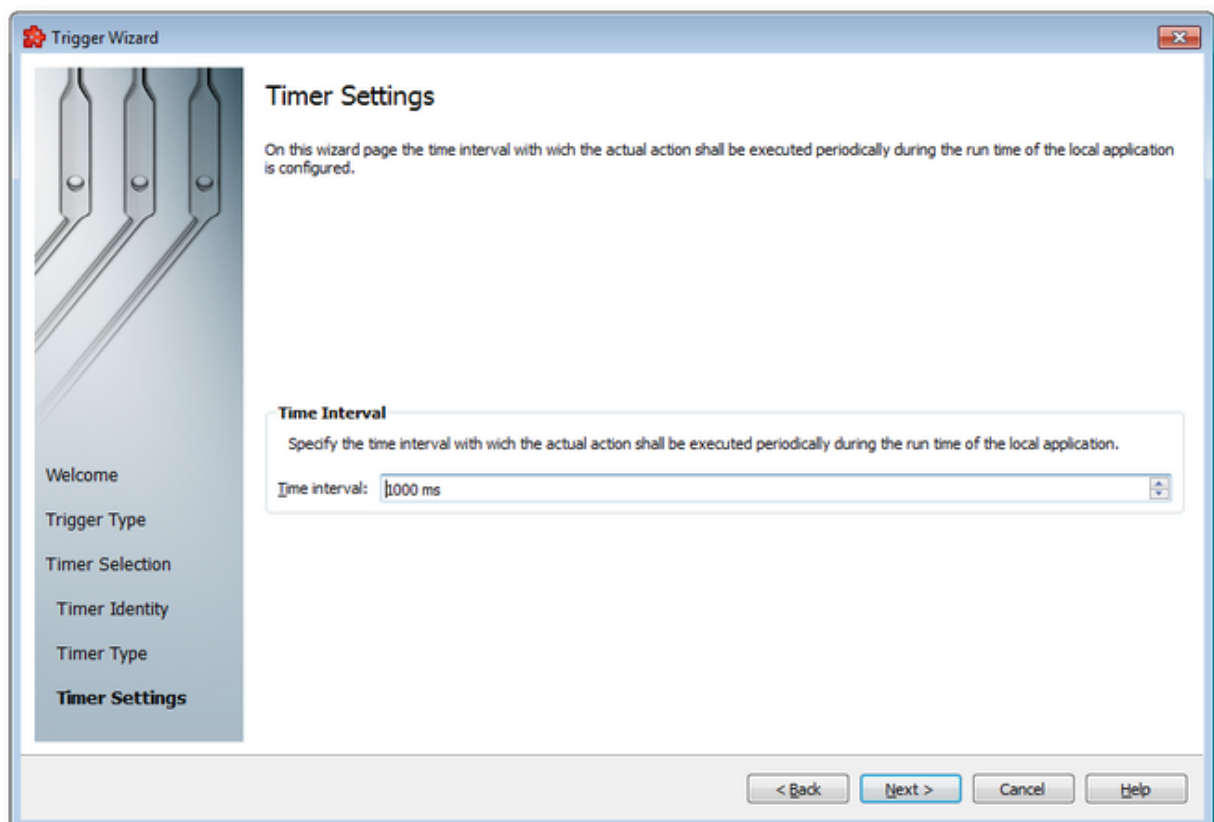 Trigger Wizard
Timer Settings
On this wizard page the time interval with wich the actual action shall be executed periodically during the run time of the local application
is configured.
Time Interval
Specify the time interval with wich the actual action shall be executed periodically during the run time of the local application.
Time interval: 1000 ms
Welcome
Trigger Type
Timer Selection
Timer Identity
Timer Type
Timer Settings
< Back Next > Cancel Help